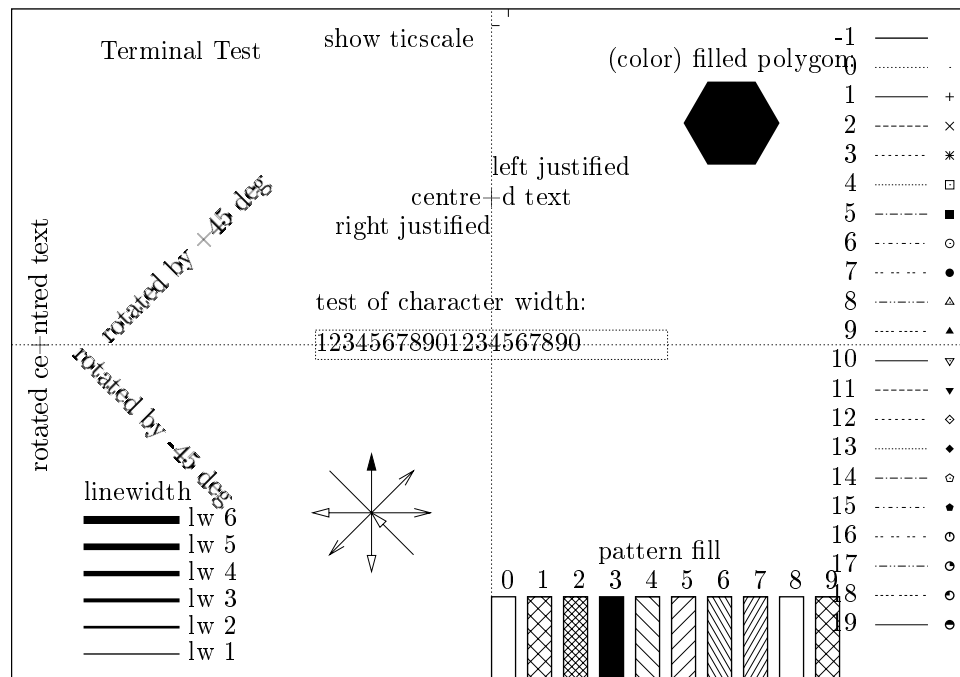 Terminal Test
show ticscale
(color) filled polygon:
left justified
centre+d text
right justified
rotated by +45 deg
rotated ce+ntred text
rotated by -45 deg
test of character width:
12345678901234567890
linewidth
lw 6
lw 5
lw 4
lw 3
lw 2
lw 1
pattern fill
0 1 2 3 4 5 6 7 8 9
-1
0
1
2
3
4
5
6
7
8
9
10
11
12
13
14
15
16
17
18
19